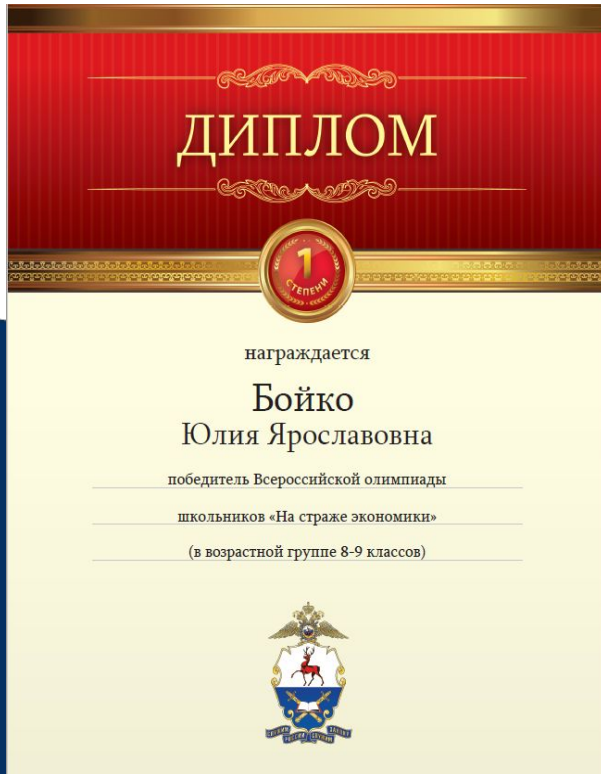 ДИПЛОМ
1
СТЕПЕНИ
награждается
Бойко
Юлия Ярославовна
победитель Всероссийской олимпиады
школьников «На страже экономики»
(в возрастной группе 8-9 классов)